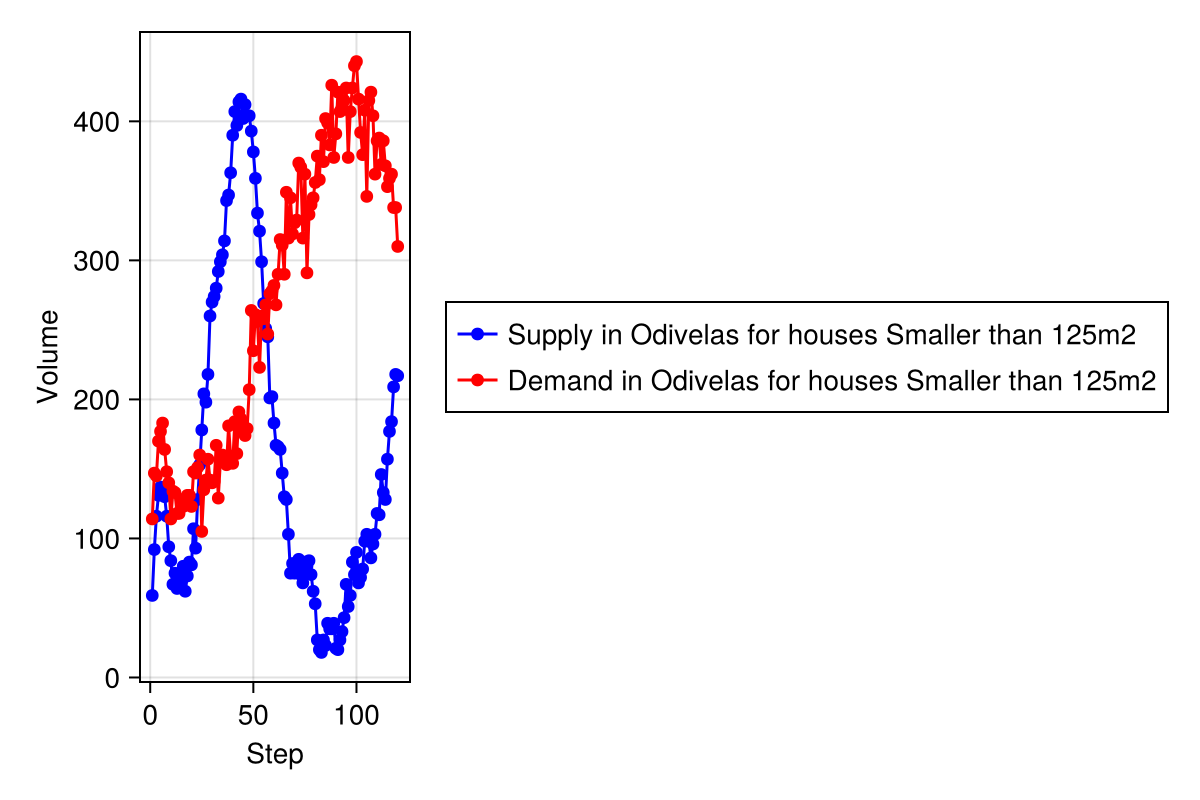 400
300
200
100
0
Volume
0 50 100
Step
Supply in Odivelas for houses Smaller than 125m2
Demand in Odivelas for houses Smaller than 125m2